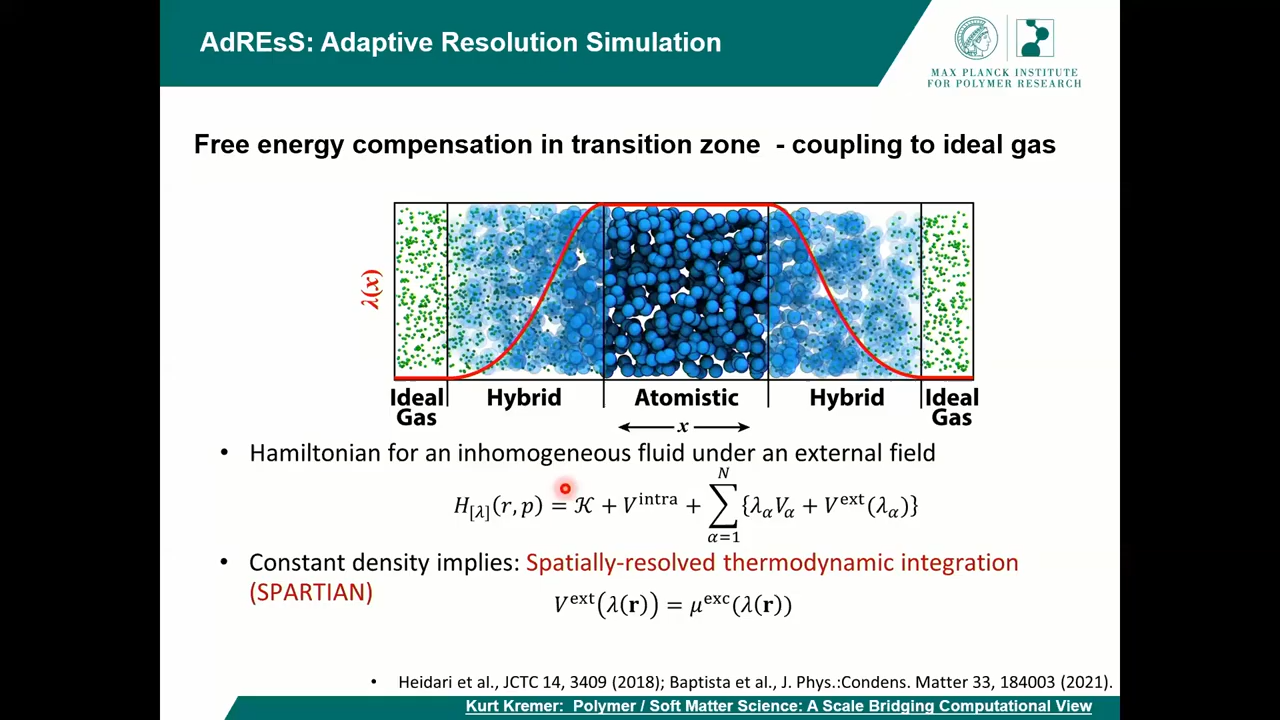 AdREsS: Adaptive Resolution Simulation
MAX PLANCK INSTITUTE
FOR POLYMER RESEARCH
Free energy compensation in transition zone - coupling to ideal gas
λ(x)
Ideal Gas
Hybrid
Atomistic
Hybrid
Ideal Gas
x
• Hamiltonian for an inhomogeneous fluid under an external field
H_{[λ]}(r, p) = 𝒦 + V^{intra} + \sum_{α=1}^{N} {λ_α V_α + V^{ext}(λ_α)}
• Constant density implies: Spatially-resolved thermodynamic integration
(SPARTIAN)
V^{ext}(λ(𝐫)) = μ^{exc}(λ(𝐫))
• Heidari et al., JCTC 14, 3409 (2018); Baptista et al., J. Phys.:Condens. Matter 33, 184003 (2021).
Kurt Kremer: Polymer / Soft Matter Science: A Scale Bridging Computational View